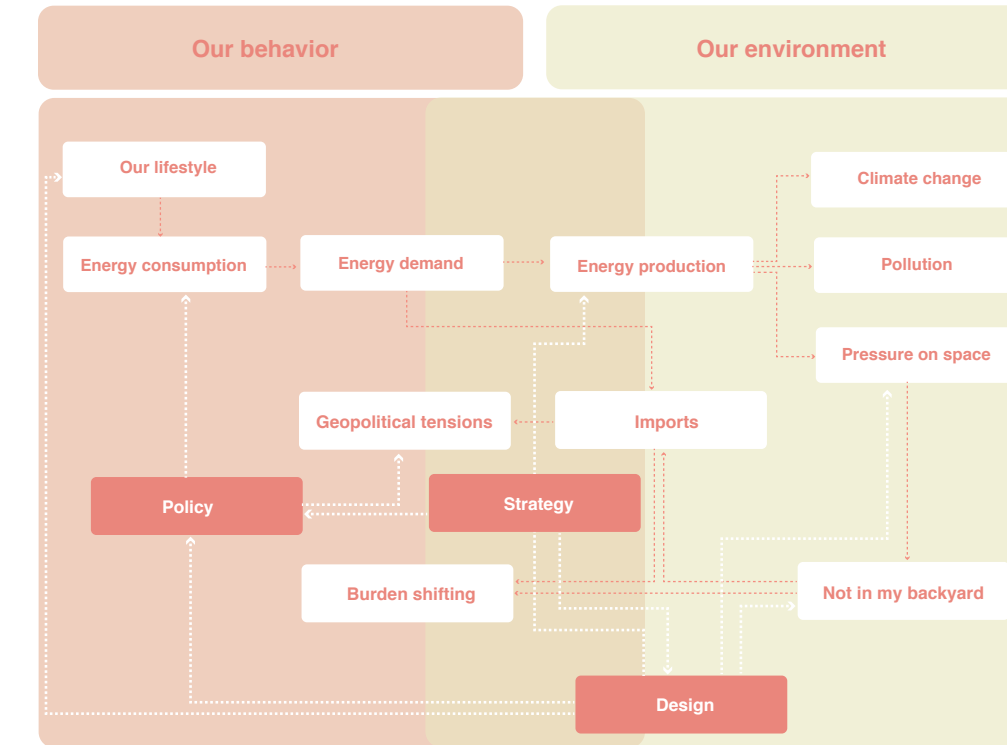 Our behavior
Our environment
Our lifestyle
Climate change
Energy consumption
Energy demand
Energy production
Pollution
Pressure on space
Geopolitical tensions
Imports
Policy
Strategy
Burden shifting
Not in my backyard
Design